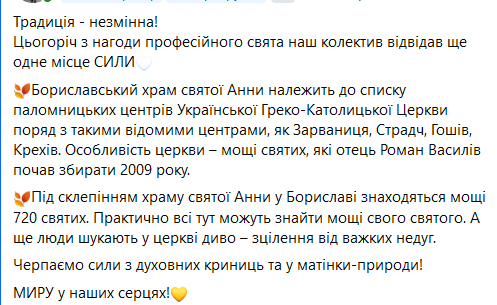 Традиція - незмінна!
Цьогоріч з нагоди професійного свята наш колектив відвідав ще
одне місце СИЛИ🤍
🍂Бориславський храм святої Анни належить до списку
паломницьких центрів Української Греко-Католицької Церкви
поряд з такими відомими центрами, як Зарваниця, Страдч, Гошів,
Крехів. Особливість церкви – мощі святих, які отець Роман Василів
почав збирати 2009 року.
🍂Під склепінням храму святої Анни у Бориславі знаходяться мощі
720 святих. Практично всі тут можуть знайти мощі свого святого. А
ще люди шукають у церкві диво – зцілення від важких недуг.
Черпаємо сили з духовних криниць та у матінки-природи!
МИРУ у наших серцях!💛